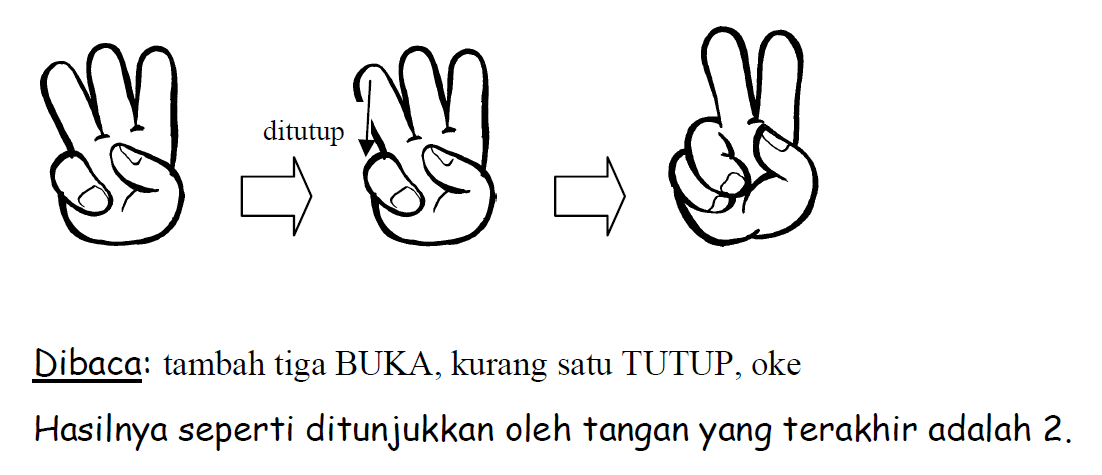 ditutup
Dibaca: tambah tiga BUKA, kurang satu TUTUP, oke
Hasilnya seperti ditunjukkan oleh tangan yang terakhir adalah 2.